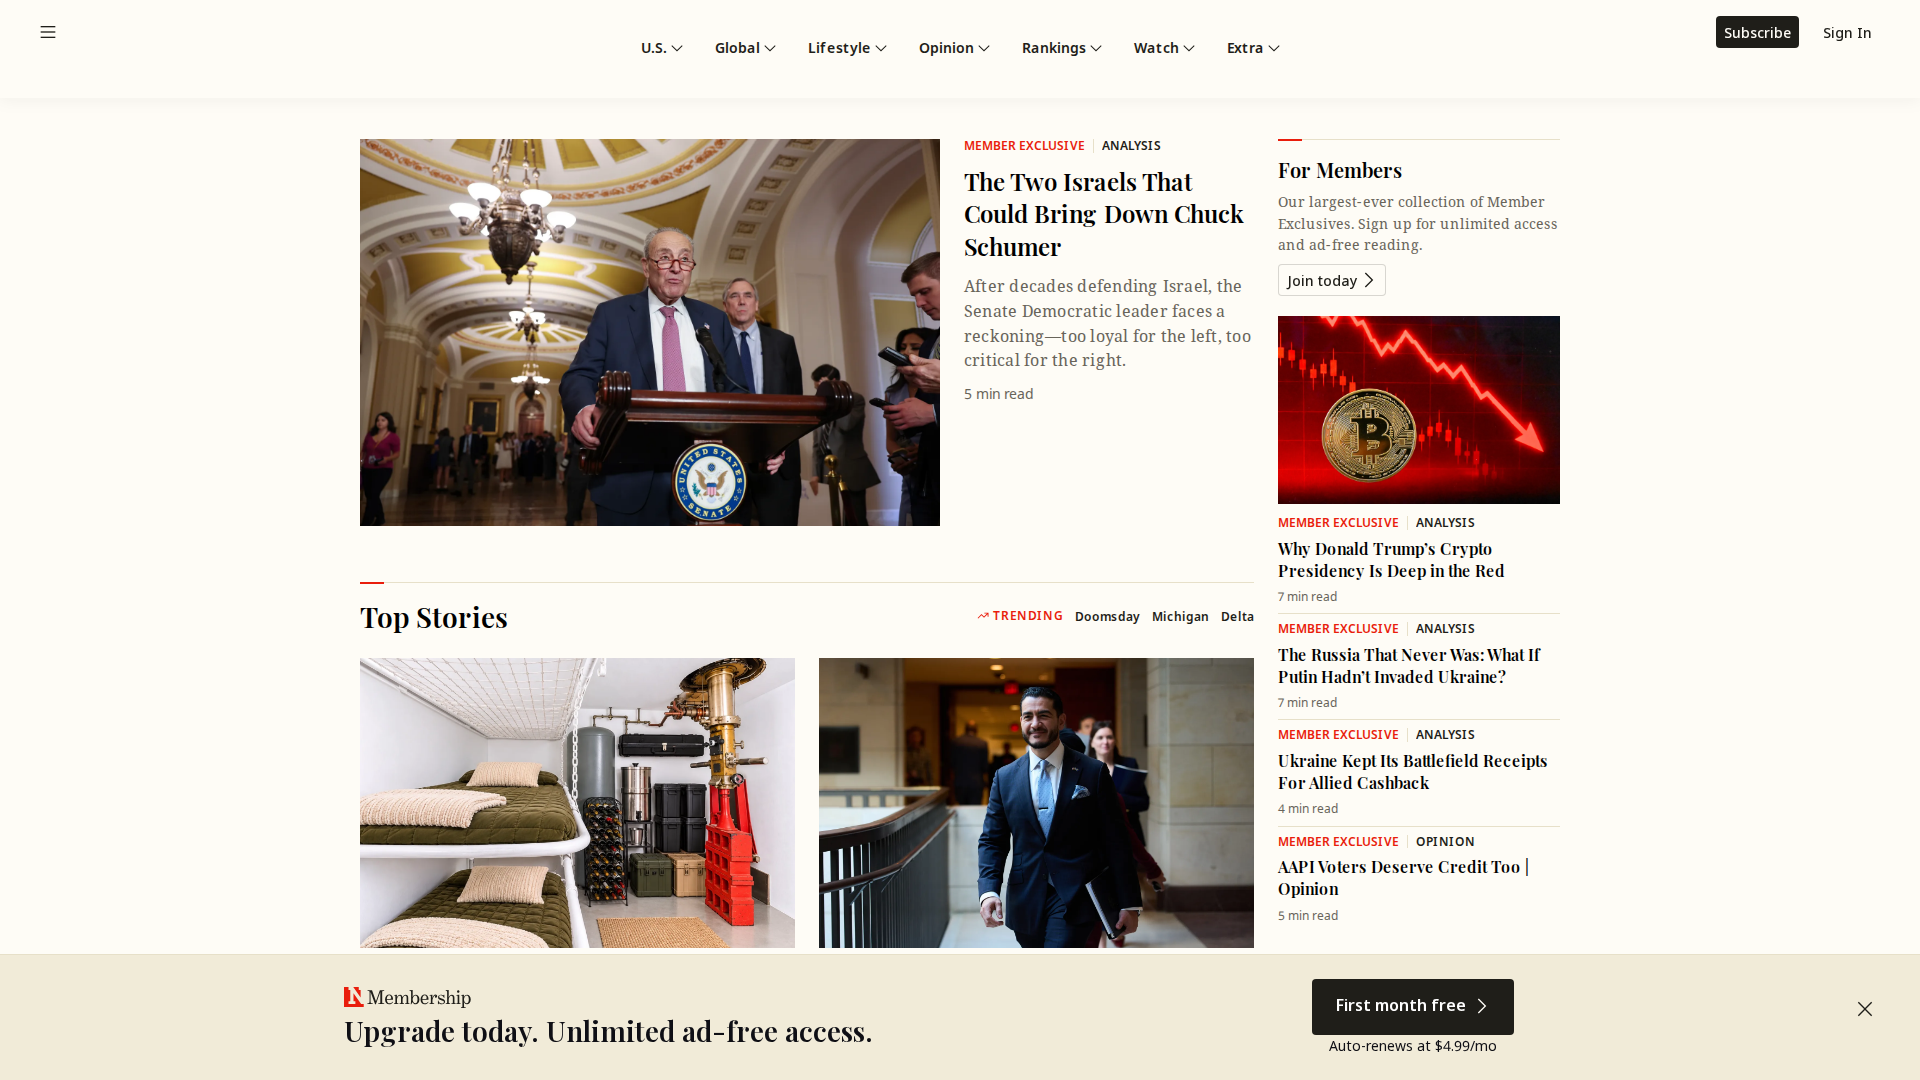 U.S.
Global
Lifestyle
Opinion
Rankings
Watch
Extra
Subscribe
Sign In
MEMBER EXCLUSIVE
ANALYSIS
The Two Israels That
Could Bring Down Chuck
Schumer
After decades defending Israel, the
Senate Democratic leader faces a
reckoning—too loyal for the left, too
critical for the right.
5 min read
UNITED STATES
SENATE
Top Stories
TRENDING
Doomsday
Michigan
Delta
For Members
Our largest-ever collection of Member
Exclusives. Sign up for unlimited access
and ad-free reading.
Join today
MEMBER EXCLUSIVE
ANALYSIS
Why Donald Trump’s Crypto
Presidency Is Deep in the Red
7 min read
MEMBER EXCLUSIVE
ANALYSIS
The Russia That Never Was: What If
Putin Hadn’t Invaded Ukraine?
7 min read
MEMBER EXCLUSIVE
ANALYSIS
Ukraine Kept Its Battlefield Receipts
For Allied Cashback
4 min read
MEMBER EXCLUSIVE
OPINION
AAPI Voters Deserve Credit Too |
Opinion
5 min read
N Membership
Upgrade today. Unlimited ad-free access.
First month free
Auto-renews at $4.99/mo